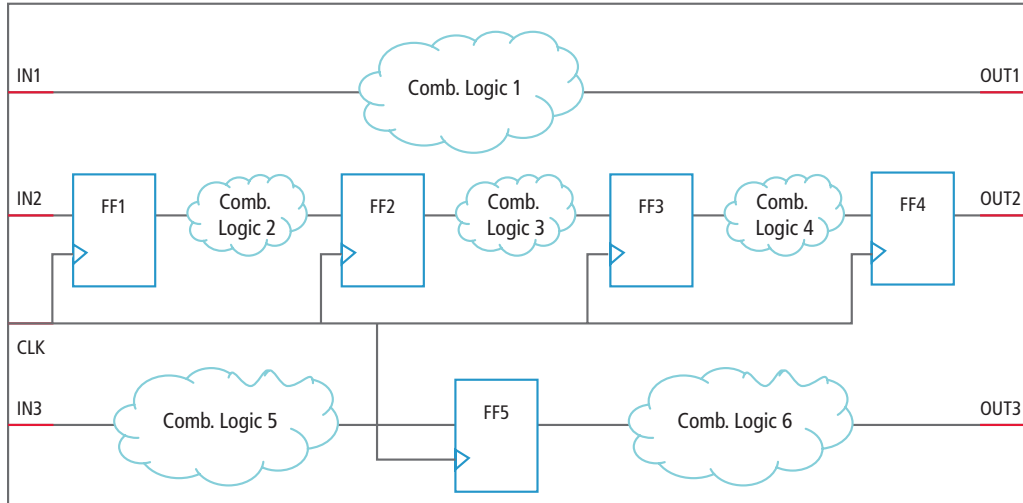 IN1
Comb. Logic 1
OUT1
IN2
FF1
Comb.
Logic 2
FF2
Comb.
Logic 3
FF3
Comb.
Logic 4
FF4
OUT2
CLK
IN3
Comb. Logic 5
FF5
Comb. Logic 6
OUT3